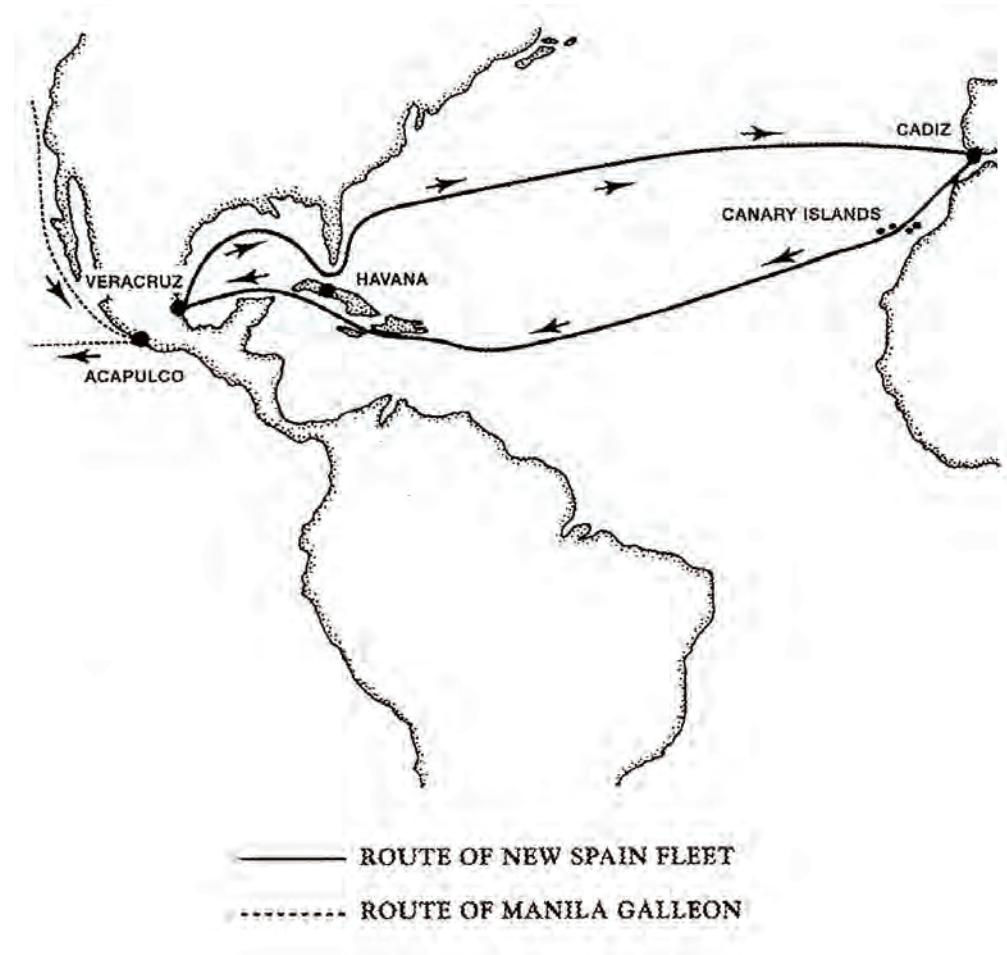 CADIZ
CANARY ISLANDS
VERACRUZ
HAVANA
ACAPULCO
ROUTE OF NEW SPAIN FLEET
ROUTE OF MANILA GALLEON